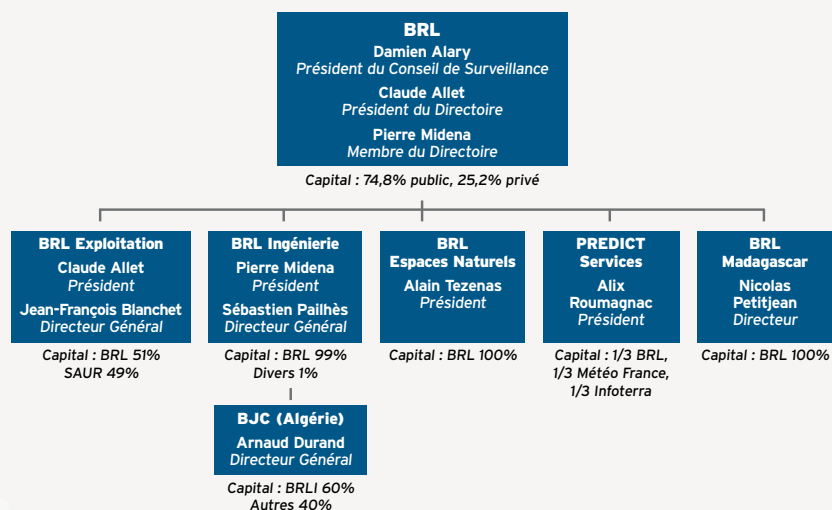 BRL
Damien Alary
Président du Conseil de Surveillance
Claude Allet
Président du Directoire
Pierre Midena
Membre du Directoire
Capital : 74,8% public, 25,2% privé
BRL Exploitation
Claude Allet
Président
Jean-François Blanchet
Directeur Général
Capital : BRL 51%
SAUR 49%
BRL Ingénierie
Pierre Midena
Président
Sébastien Pailhès
Directeur Général
Capital : BRL 99%
Divers 1%
BJC (Algérie)
Arnaud Durand
Directeur Général
Capital : BRLI 60%
Autres 40%
BRL
Espaces Naturels
Alain Tezenas
Président
Capital : BRL 100%
PREDICT
Services
Alix
Roumagnac
Président
Capital : 1/3 BRL,
1/3 Météo France,
1/3 Infoterra
BRL
Madagascar
Nicolas
Petitjean
Directeur
Capital : BRL 100%